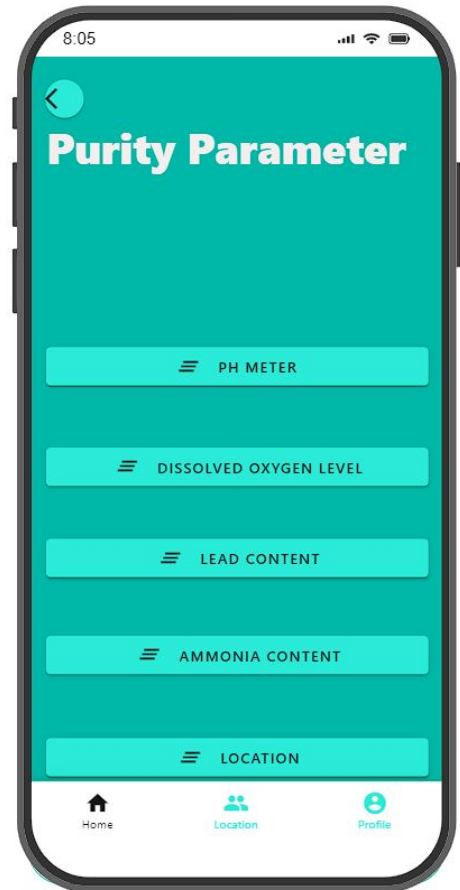 8:05
Purity Parameter
PH METER
DISSOLVED OXYGEN LEVEL
LEAD CONTENT
AMMONIA CONTENT
LOCATION
Home Location Profile